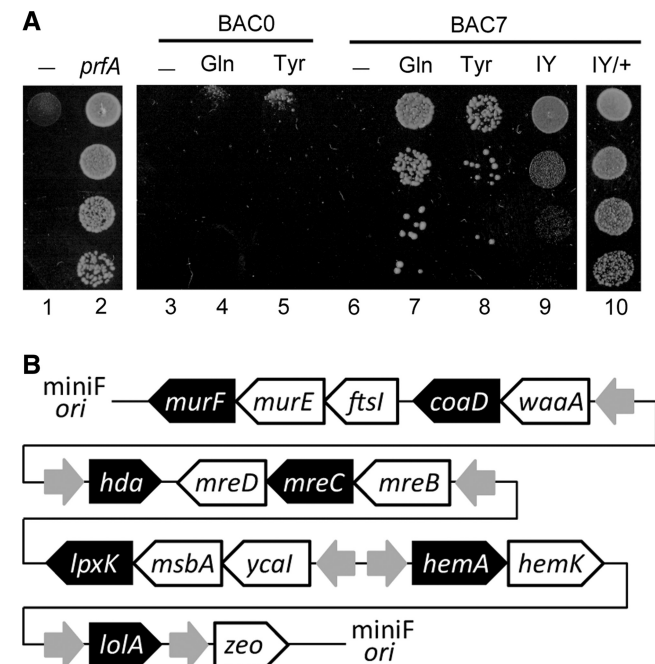 A
BAC0 BAC7
— prfA — Gln Tyr — Gln Tyr IY IY/+
1 2 3 4 5 6 7 8 9 10
B
miniF ori murF murE ftsI coaD waaA
hda mreD mreC mreB
lpxK msbA ycaI hemA hemK
lolA zeo miniF ori